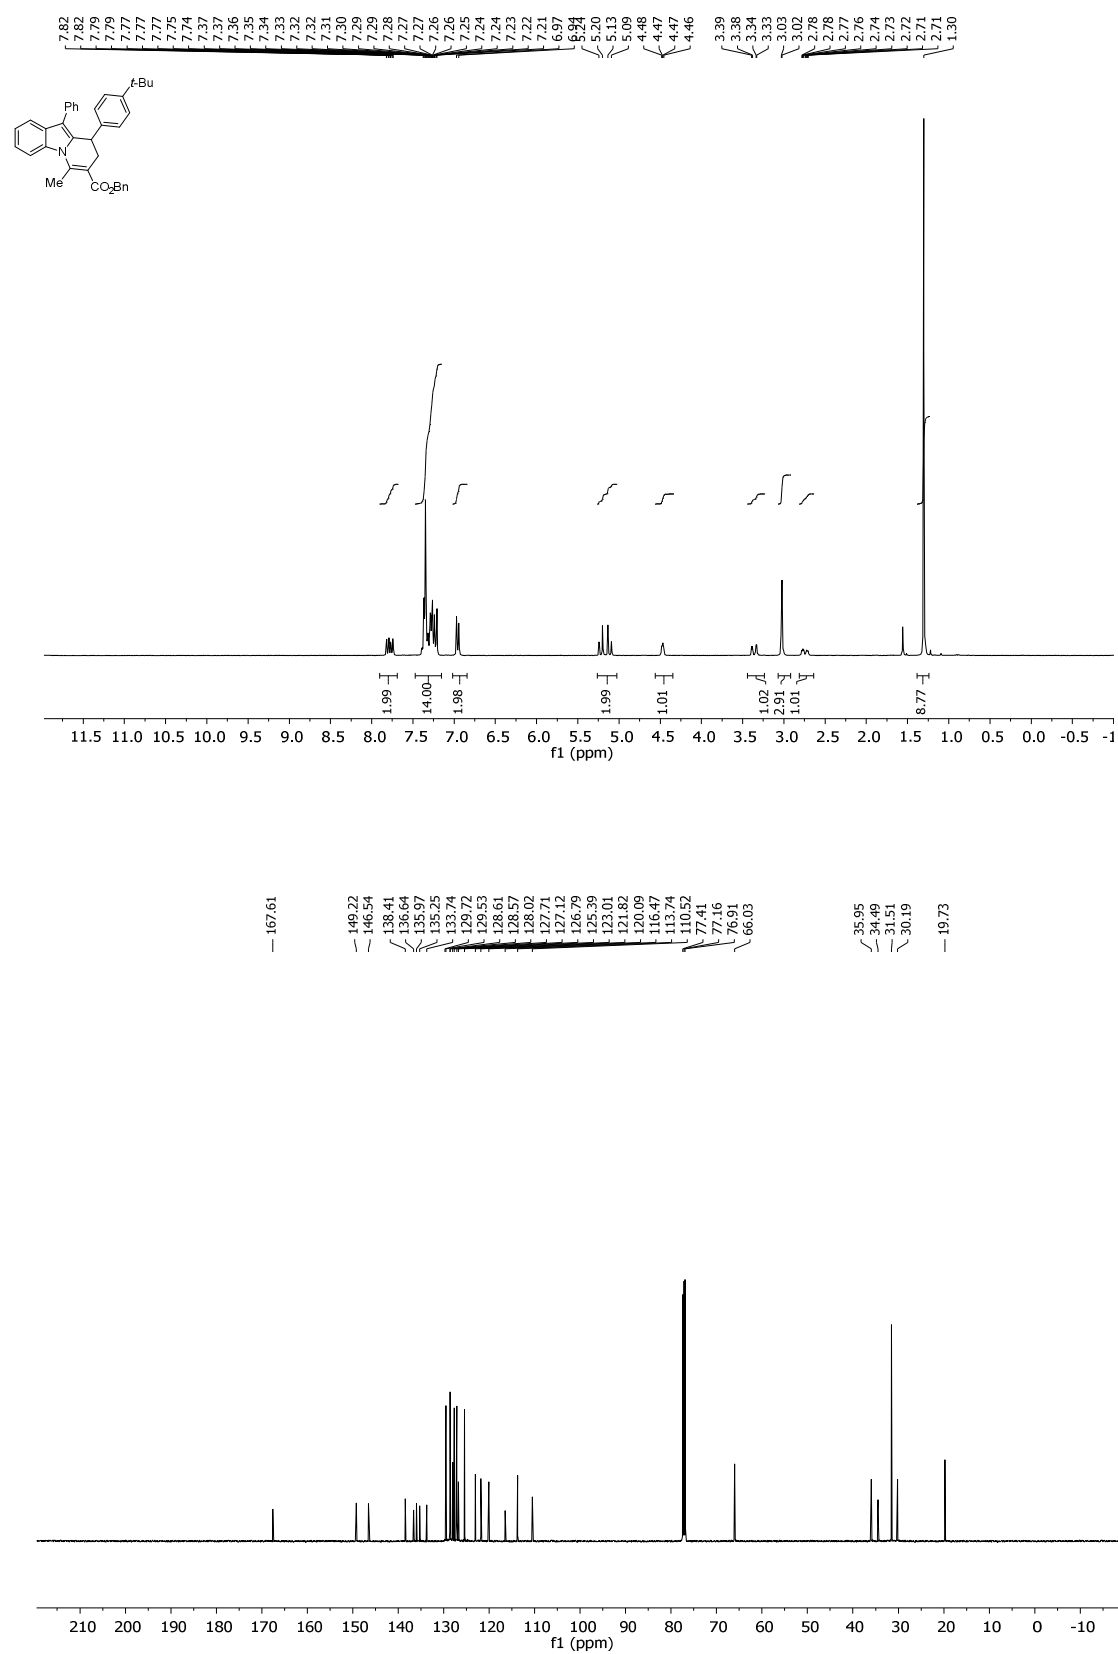 7.82 7.82 7.79 7.79 7.77 7.77 7.77 7.75 7.74 7.37 7.37 7.36 7.35 7.34 7.33 7.32 7.32 7.31 7.30 7.29 7.29 7.28 7.27 7.27 7.26 7.26 7.25 7.24 7.24 7.23 7.22 7.21 6.97 6.94 5.24 5.20 5.13 5.09 4.48 4.47 4.47 4.46 3.39 3.38 3.34 3.33 3.03 3.02 2.78 2.78 2.77 2.76 2.74 2.73 2.72 2.71 2.71 1.30
t-Bu
Ph
N
Me
CO2Bn
1.99 14.00 1.98 1.99 1.01 1.02 2.91 1.01 8.77
11.5 11.0 10.5 10.0 9.5 9.0 8.5 8.0 7.5 7.0 6.5 6.0 5.5 5.0 4.5 4.0 3.5 3.0 2.5 2.0 1.5 1.0 0.5 0.0 -0.5 -1
f1 (ppm)
167.61 149.22 146.54 138.41 136.64 135.97 135.25 133.74 129.72 129.53 128.61 128.57 128.02 127.71 127.12 126.79 125.39 123.01 121.82 120.09 116.47 113.74 110.52 77.41 77.16 76.91 66.03 35.95 34.49 31.51 30.19 19.73
210 200 190 180 170 160 150 140 130 120 110 100 90 80 70 60 50 40 30 20 10 0 -10
f1 (ppm)